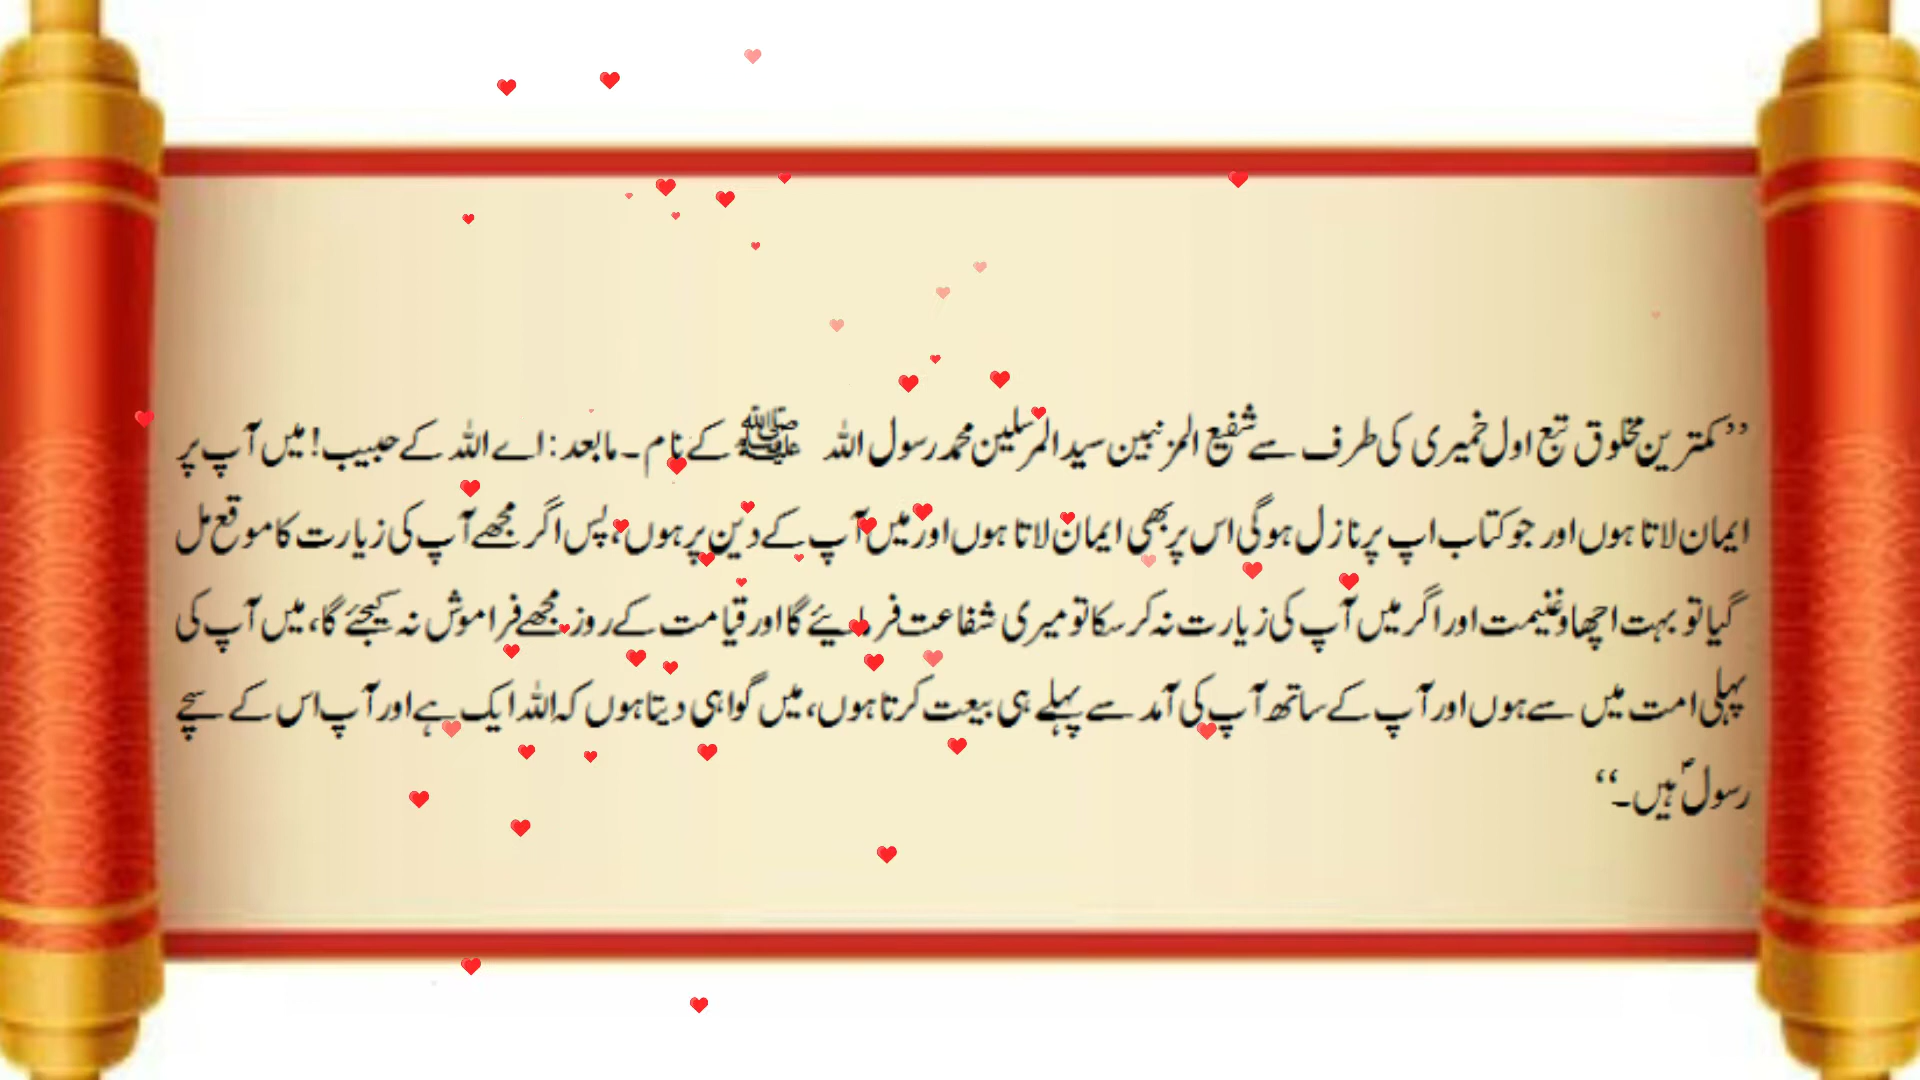 ’’کمترین مخلوق تبع اول خمیری کی طرف سے شفیع المزنبین سید المرسلین محمد رسول اللہ ﷺ کے نام۔ مابعد: اے اللہ کے حبیب! میں آپ پر
ایمان لاتا ہوں اور جو کتاب اپ پر نازل ہوگی اس پر بھی ایمان لاتا ہوں اور میں آپ کے دین پر ہوں، پس اگر مجھے آپ کی زیارت کا موقع مل
گیا تو بہت اچھا و غنیمت اور اگر میں آپ کی زیارت نہ کر سکا تو میری شفاعت فرمایئے گا اور قیامت کے روز مجھے فراموش نہ کیجئے گا، میں آپ کی
پہلی امت میں سے ہوں اور آپ کے ساتھ آپ کی آمد سے پہلے ہی بیعت کرتا ہوں، میں گواہی دیتا ہوں کہ اللہ ایک ہے اور آپ اس کے سچے
رسولؐ ہیں۔‘‘